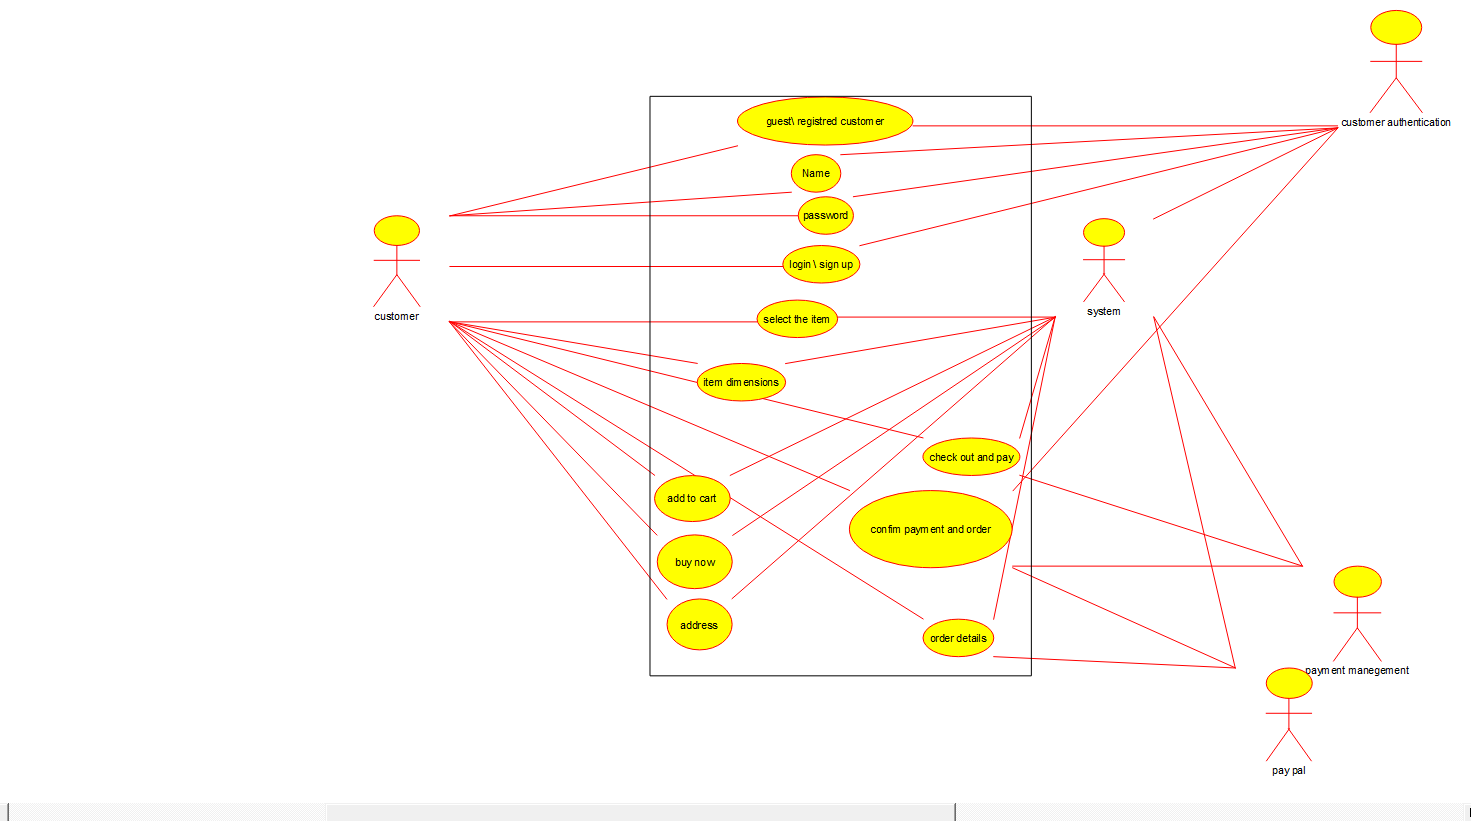 customer authentication
guest\ registred customer
Name
password
login \ sign up
customer
system
select the item
item dimensions
check out and pay
add to cart
confim payment and order
buy now
address
order details
payment manegement
pay pal